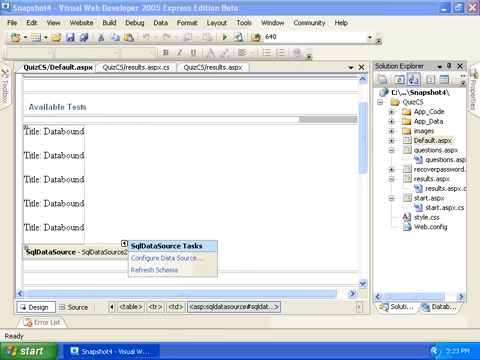 Snapshot4 - Visual Web Developer 2005 Express Edition Beta
File Edit View Website Build Debug Data Format Layout Tools Window Community Help
640
QuizCS/Default.aspx QuizCS/results.aspx.cs QuizCS/results.aspx
Toolbox
Available Tests
Title: Databound
Title: Databound
Title: Databound
Title: Databound
Title: Databound
SqlDataSource - SqlDataSource2
SqlDataSource Tasks
Configure Data Source...
Refresh Schema
Design Source <table> <tr> <td> <asp:sqldatasource#sqldat...
Solution Explorer
C:\...\Snapshot4\
QuizCS
App_Code
App_Data
images
Default.aspx
questions.aspx
questions.asp
recoverpassword.
results.aspx
results.aspx.c
start.aspx
start.aspx.cs
style.css
Web.config
Soluti... Datab...
Properties
Error List
Ready
start
Snapshot4 - Visual W...
3:23 PM